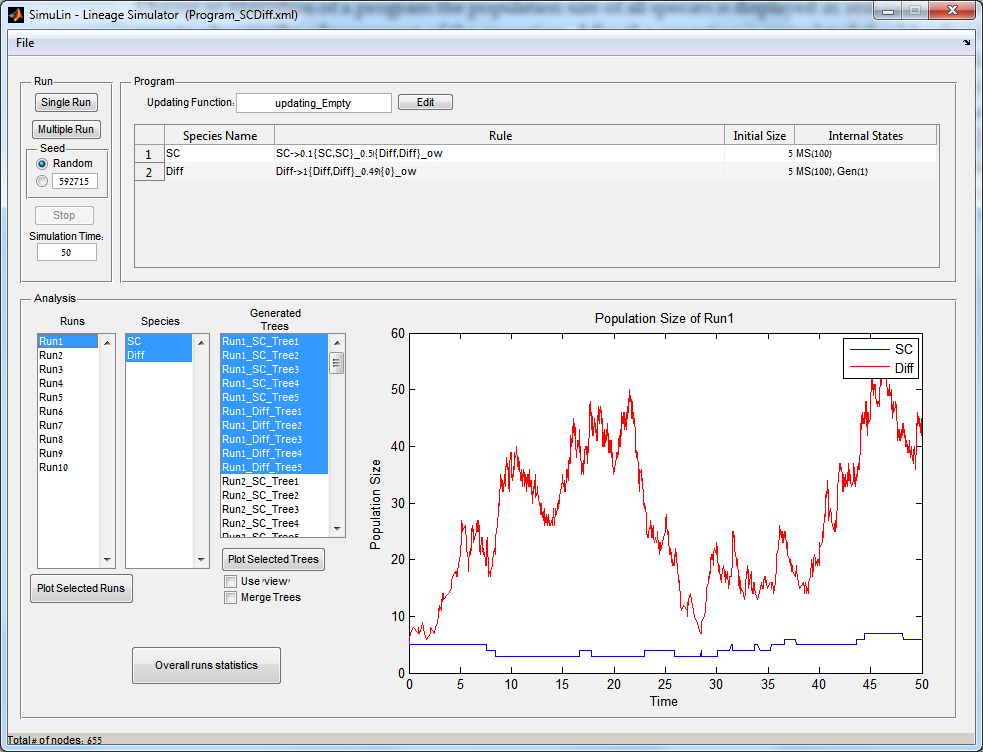 SimuLin - Lineage Simulator (Program_SCDiff.xml)
File
Run
Single Run
Multiple Run
Seed
Random
592715
Stop
Simulation Time:
50
Program
Updating Function: updating_Empty Edit
Species Name Rule Initial Size Internal States
1 SC SC->0.1{SC,SC}_0.5|{Diff,Diff}_ow 5 MS(100)
2 Diff Diff->1{Diff,Diff}_0.49|{0}_ow 5 MS(100), Gen(1)
Analysis
Runs
Run1
Run2
Run3
Run4
Run5
Run6
Run7
Run8
Run9
Run10
Plot Selected Runs
Species
SC
Diff
Generated
Trees
Run1_SC_Tree1
Run1_SC_Tree2
Run1_SC_Tree3
Run1_SC_Tree4
Run1_SC_Tree5
Run1_Diff_Tree1
Run1_Diff_Tree2
Run1_Diff_Tree3
Run1_Diff_Tree4
Run1_Diff_Tree5
Run2_SC_Tree1
Run2_SC_Tree2
Run2_SC_Tree3
Run2_SC_Tree4
Run2_SC_Tree5
Plot Selected Trees
Use 'view'
Merge Trees
Overall runs statistics
Population Size of Run1
SC
Diff
Population Size
60
50
40
30
20
10
0
0 5 10 15 20 25 30 35 40 45 50
Time
Total # of nodes: 655